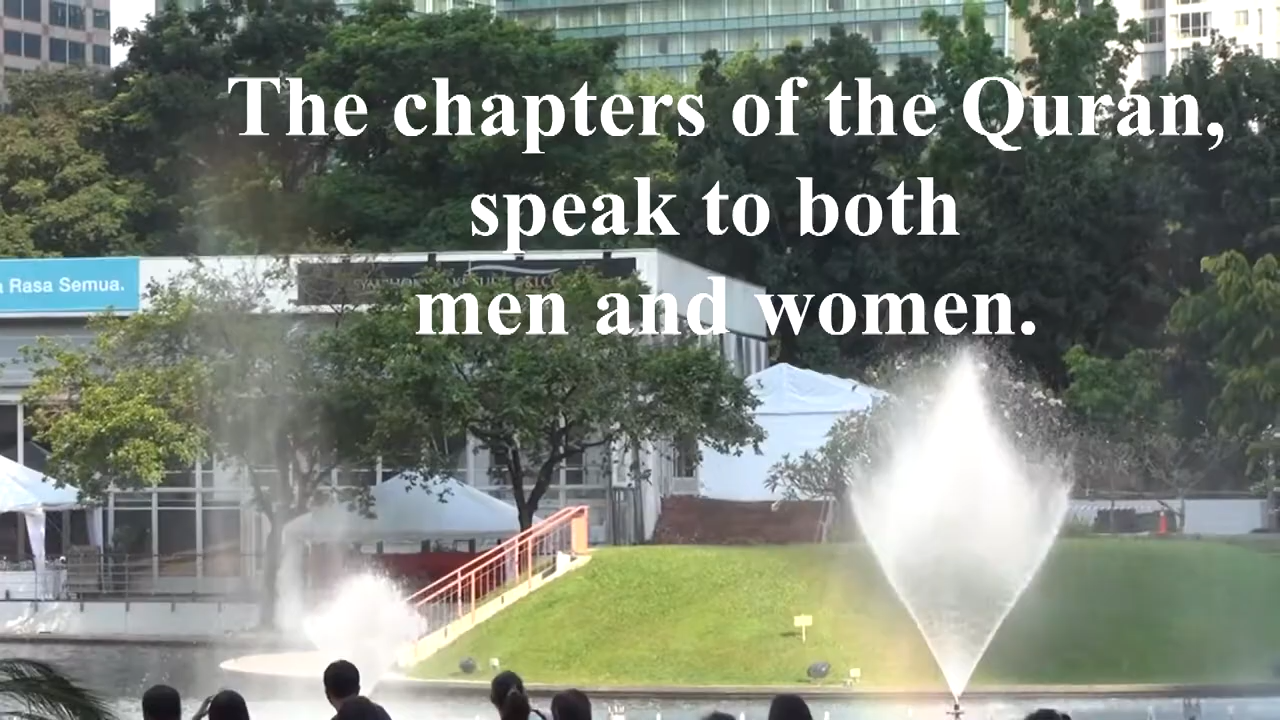 The chapters of the Quran,
speak to both
men and women.
a Rasa Semua.